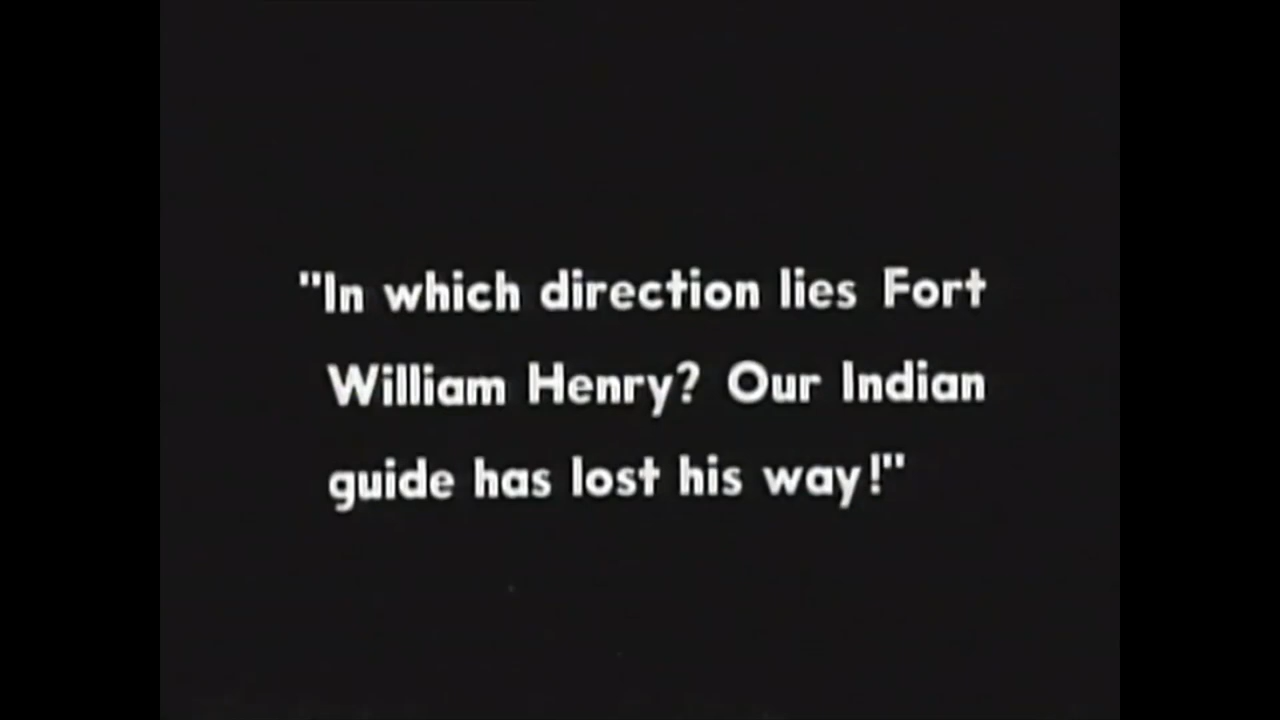 "In which direction lies Fort
William Henry? Our Indian
guide has lost his way!"